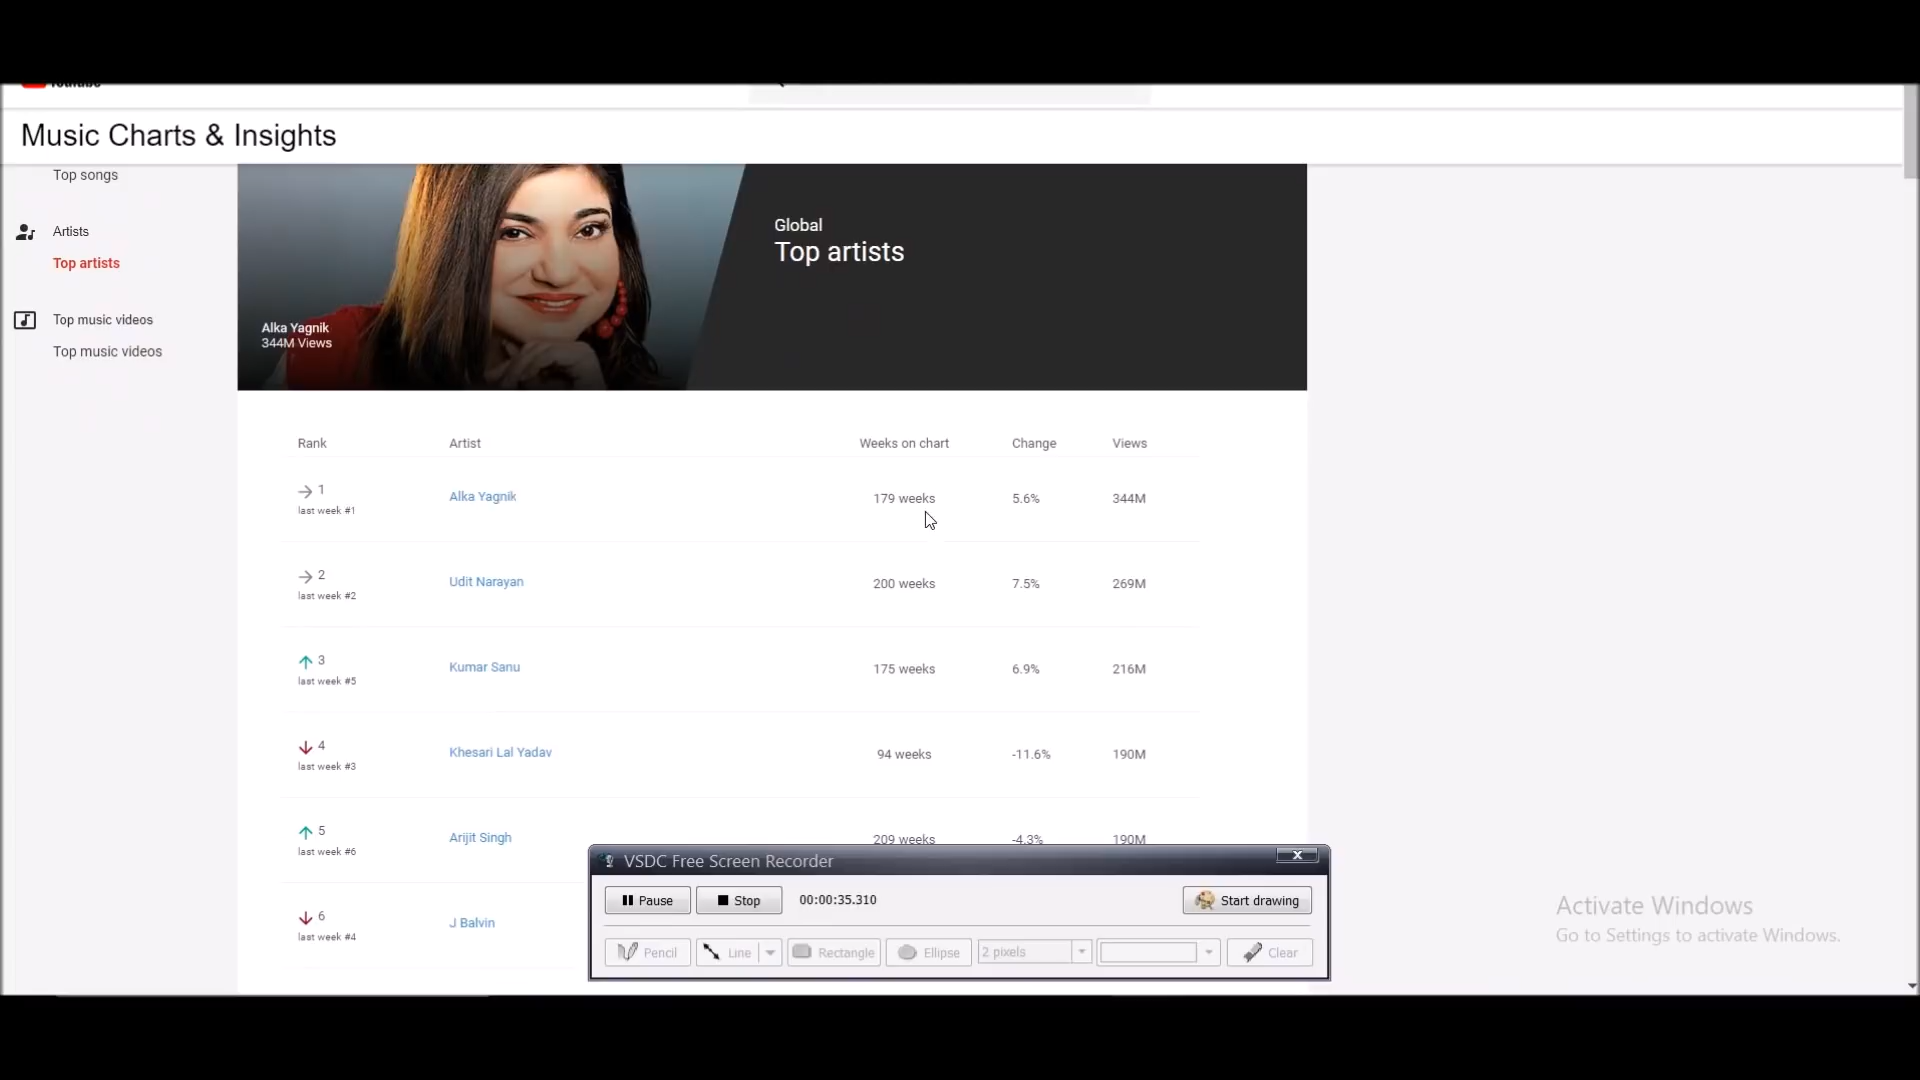 YouTube
Music Charts & Insights
Top songs
Artists
Top artists
Top music videos
Top music videos
Global
Top artists
Alka Yagnik
344M Views
Rank Artist Weeks on chart Change Views
1 Alka Yagnik 179 weeks 5.6% 344M
last week #1
2 Udit Narayan 200 weeks 7.5% 269M
last week #2
3 Kumar Sanu 175 weeks 6.9% 216M
last week #5
4 Khesari Lal Yadav 94 weeks -11.6% 190M
last week #3
5 Arijit Singh 209 weeks -4.3% 190M
last week #6
6 J Balvin
last week #4
VSDC Free Screen Recorder
Pause Stop 00:00:35.310 Start drawing
Pencil Line Rectangle Ellipse 2 pixels Clear
Activate Windows
Go to Settings to activate Windows.